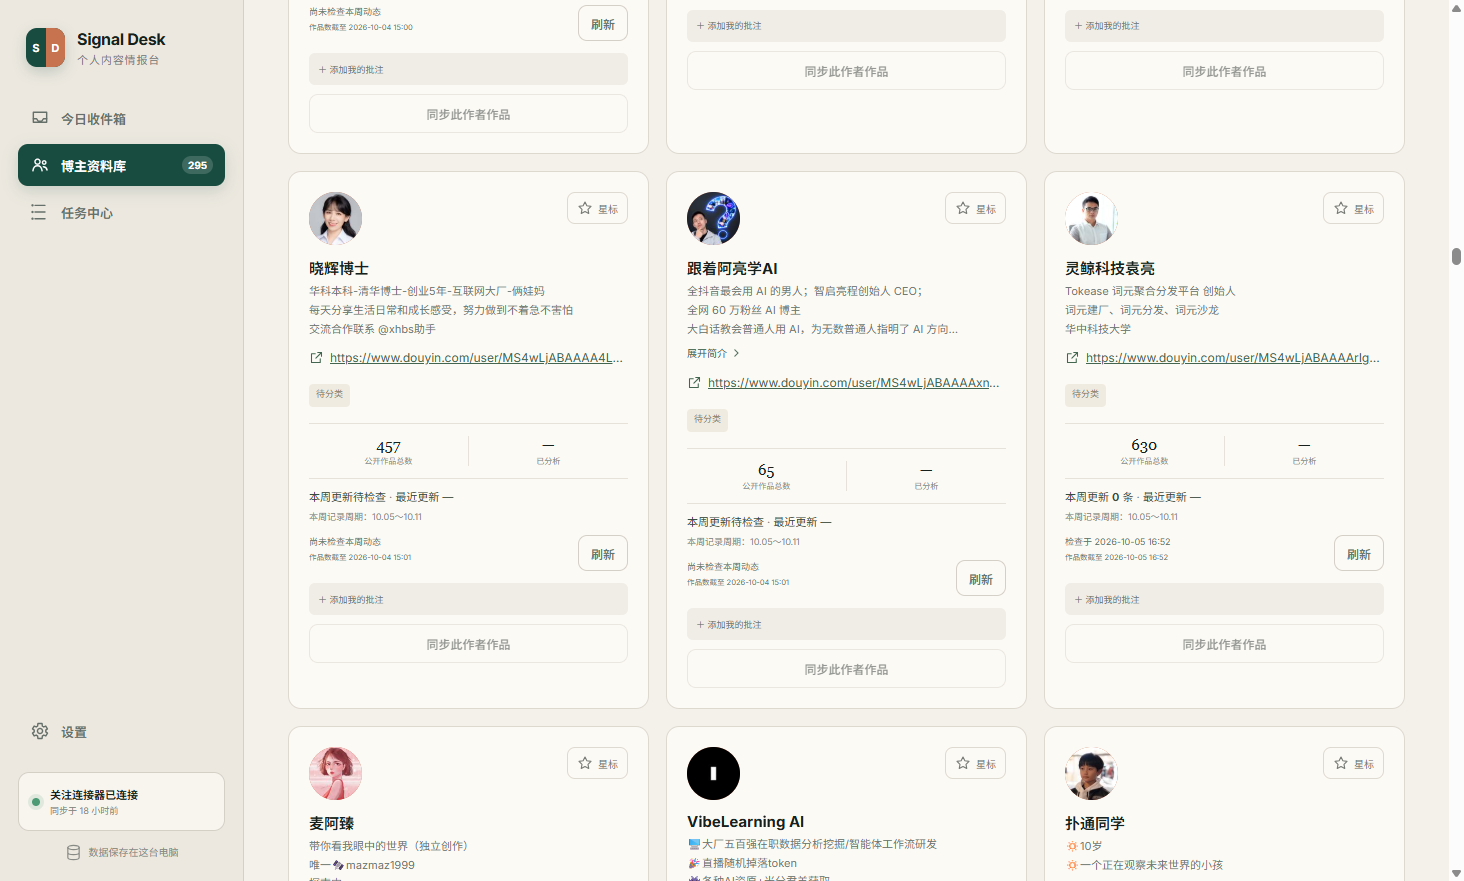 S D
Signal Desk
个人内容情报台
今日收件箱
博主资料库 295
任务中心
设置
关注连接器已连接
同步于 18 小时前
数据保存在这台电脑
尚未检查本周动态
作品数截至 2026-10-04 15:00
刷新
+ 添加我的批注
同步此作者作品
+ 添加我的批注
同步此作者作品
+ 添加我的批注
同步此作者作品
星标
晓辉博士
华科本科-清华博士-创业5年-互联网大厂-俩娃妈
每天分享生活日常和成长感受，努力做到不着急不害怕
交流合作联系 @xhbs助手
https://www.douyin.com/user/MS4wLjABAAAA4L...
待分类
457 —
公开作品总数 已分析
本周更新待检查 · 最近更新 —
本周记录周期：10.05～10.11
尚未检查本周动态
作品数截至 2026-10-04 15:01
刷新
+ 添加我的批注
同步此作者作品
星标
跟着阿亮学AI
全抖音最会用 AI 的男人；智启亮程创始人 CEO；
全网 60 万粉丝 AI 博主
大白话教会普通人用 AI，为无数普通人指明了 AI 方向...
展开简介
https://www.douyin.com/user/MS4wLjABAAAAxn...
待分类
65 —
公开作品总数 已分析
本周更新待检查 · 最近更新 —
本周记录周期：10.05～10.11
尚未检查本周动态
作品数截至 2026-10-04 15:01
刷新
+ 添加我的批注
同步此作者作品
星标
灵鲸科技袁亮
Tokease 词元聚合分发平台 创始人
词元建厂、词元分发、词元沙龙
华中科技大学
https://www.douyin.com/user/MS4wLjABAAAArIg...
待分类
630 —
公开作品总数 已分析
本周更新 0 条 · 最近更新 —
本周记录周期：10.05～10.11
检查于 2026-10-05 16:52
作品数截至 2026-10-05 16:52
刷新
+ 添加我的批注
同步此作者作品
星标
麦阿臻
带你看我眼中的世界（独立创作）
唯一🛰️mazmaz1999
星标
VibeLearning AI
💻大厂五百强在职数据分析挖掘/智能体工作流研发
🎉直播随机掉落token
星标
扑通同学
🔆10岁
🔆一个正在观察未来世界的小孩